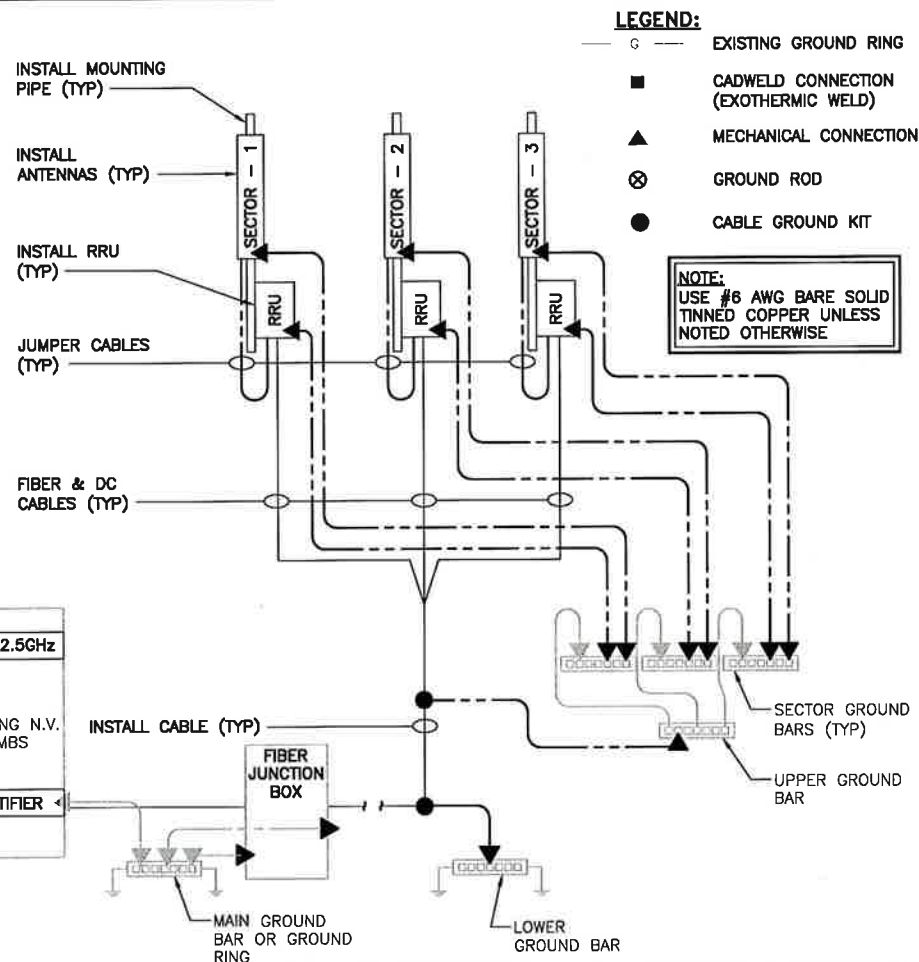 LEGEND:
G EXISTING GROUND RING
CADWELD CONNECTION
(EXOTHERMIC WELD)
MECHANICAL CONNECTION
GROUND ROD
CABLE GROUND KIT
NOTE:
USE #6 AWG BARE SOLID
TINNED COPPER UNLESS
NOTED OTHERWISE
INSTALL MOUNTING
PIPE (TYP)
INSTALL
ANTENNAS (TYP)
INSTALL RRU
(TYP)
JUMPER CABLES
(TYP)
FIBER & DC
CABLES (TYP)
SECTOR - 1
SECTOR - 2
SECTOR - 3
RRU
RRU
RRU
2.5GHz
NG N.V.
MBS
TIFIER
INSTALL CABLE (TYP)
FIBER
JUNCTION
BOX
SECTOR GROUND
BARS (TYP)
UPPER GROUND
BAR
MAIN GROUND
BAR OR GROUND
RING
LOWER
GROUND BAR